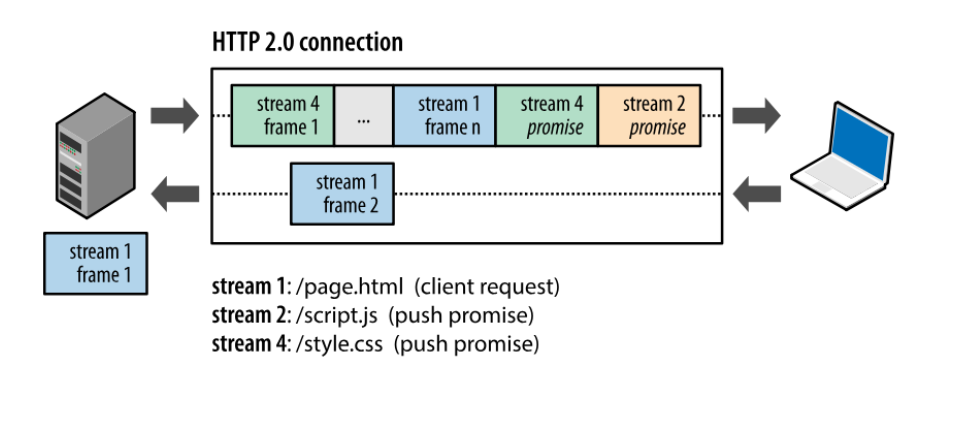 HTTP 2.0 connection
stream 4
frame 1
...
stream 1
frame n
stream 4
promise
stream 2
promise
stream 1
frame 2
stream 1
frame 1
stream 1: /page.html (client request)
stream 2: /script.js (push promise)
stream 4: /style.css (push promise)